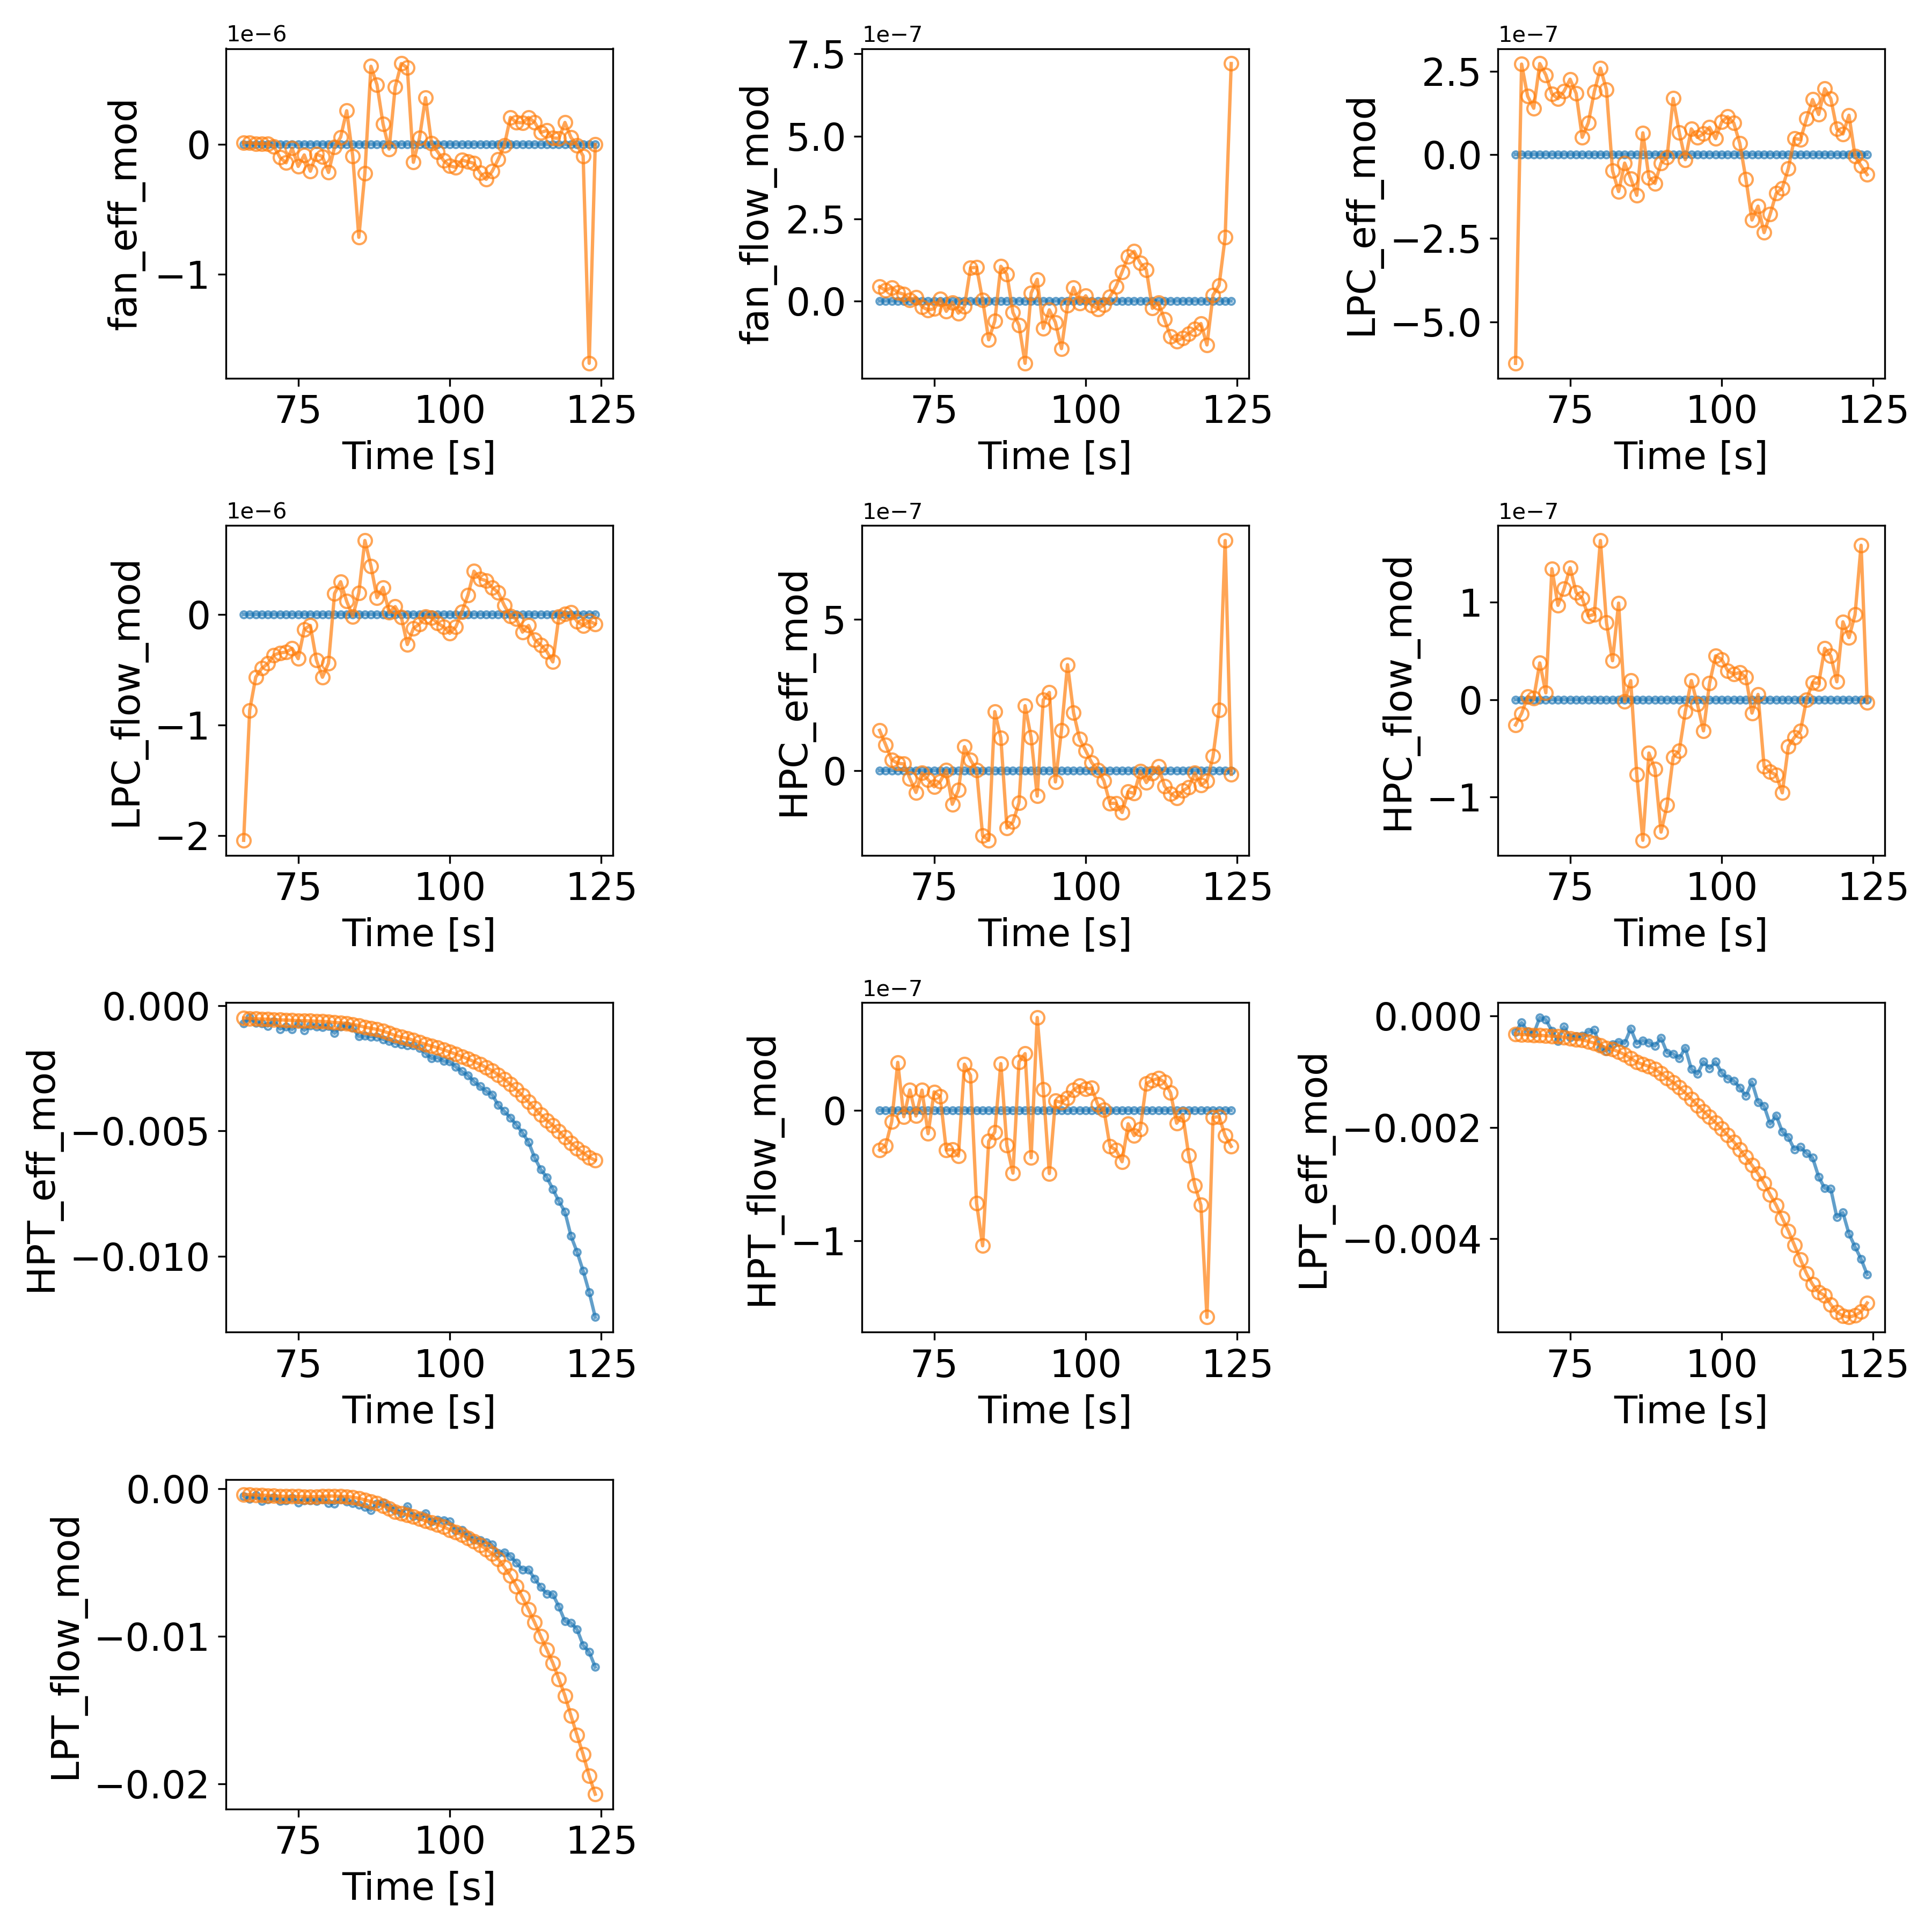 1e−6
fan_eff_mod
0
−1
75 100 125
Time [s]
1e−7
fan_flow_mod
7.5
5.0
2.5
0.0
75 100 125
Time [s]
1e−7
LPC_eff_mod
2.5
0.0
−2.5
−5.0
75 100 125
Time [s]
1e−6
LPC_flow_mod
0
−1
−2
75 100 125
Time [s]
1e−7
HPC_eff_mod
5
0
75 100 125
Time [s]
1e−7
HPC_flow_mod
1
0
−1
75 100 125
Time [s]
HPT_eff_mod
0.000
−0.005
−0.010
75 100 125
Time [s]
1e−7
HPT_flow_mod
0
−1
75 100 125
Time [s]
LPT_eff_mod
0.000
−0.002
−0.004
75 100 125
Time [s]
LPT_flow_mod
0.00
−0.01
−0.02
75 100 125
Time [s]